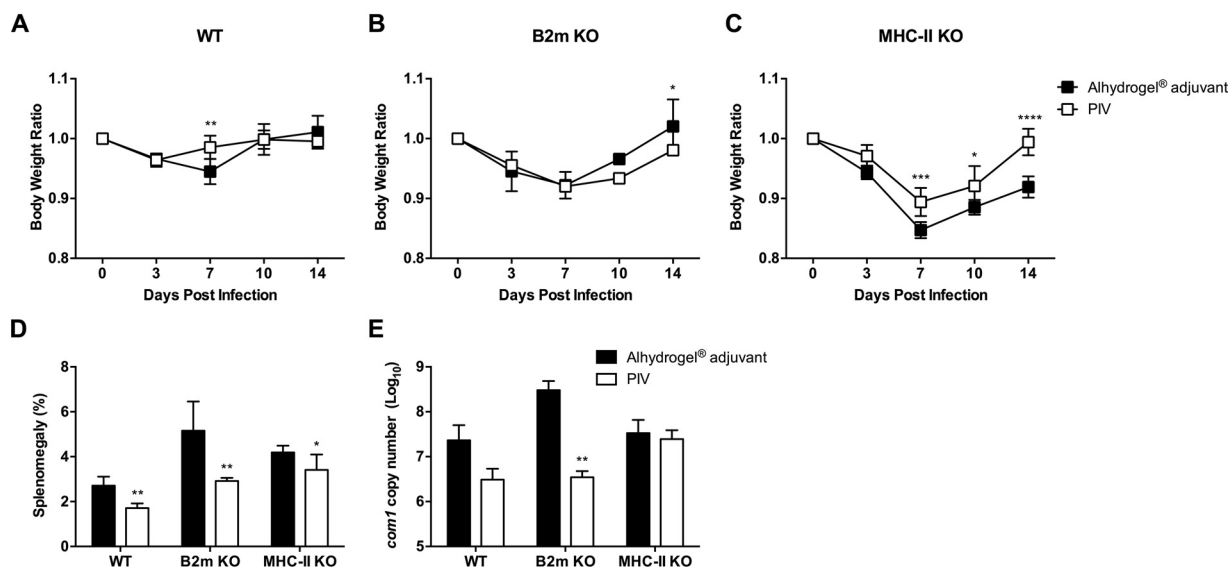 A
WT
Body Weight Ratio
1.1
1.0
0.9
0.8
**
0 3 7 10 14
Days Post Infection
B
B2m KO
Body Weight Ratio
1.1
1.0
0.9
0.8
*
0 3 7 10 14
Days Post Infection
C
MHC-II KO
Body Weight Ratio
1.1
1.0
0.9
0.8
***
*
****
0 3 7 10 14
Days Post Infection
Alhydrogel® adjuvant
PIV
D
Splenomegaly (%)
8
6
4
2
0
**
**
*
WT B2m KO MHC-II KO
E
com1 copy number (Log10)
9
8
7
6
5
**
WT B2m KO MHC-II KO
Alhydrogel® adjuvant
PIV